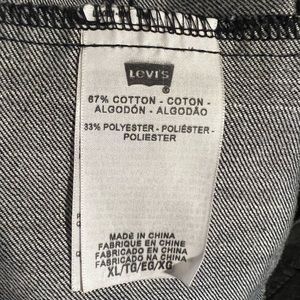 Levi's
®
67% COTTON - COTON -
ALGODÓN - ALGODÃO
33% POLYESTER - POLIÉSTER -
POLIESTER
MADE IN CHINA
FABRIQUE EN CHINE
FABRICADO EN CHINA
FABRICADO NA CHINA
XL/TG/EG/XG